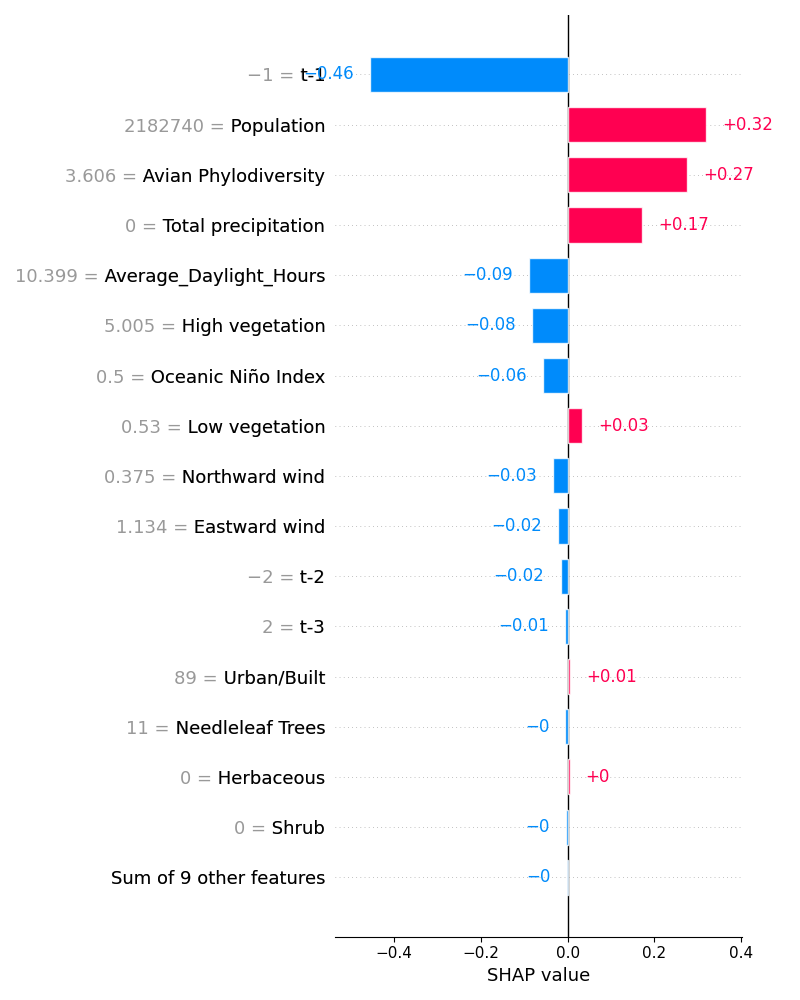 −1 = t-1 −0.46
2182740 = Population +0.32
3.606 = Avian Phylodiversity +0.27
0 = Total precipitation +0.17
10.399 = Average_Daylight_Hours −0.09
5.005 = High vegetation −0.08
0.5 = Oceanic Niño Index −0.06
0.53 = Low vegetation +0.03
0.375 = Northward wind −0.03
1.134 = Eastward wind −0.02
−2 = t-2 −0.02
2 = t-3 −0.01
89 = Urban/Built +0.01
11 = Needleleaf Trees −0
0 = Herbaceous +0
0 = Shrub −0
Sum of 9 other features −0
−0.4 −0.2 0.0 0.2 0.4
SHAP value